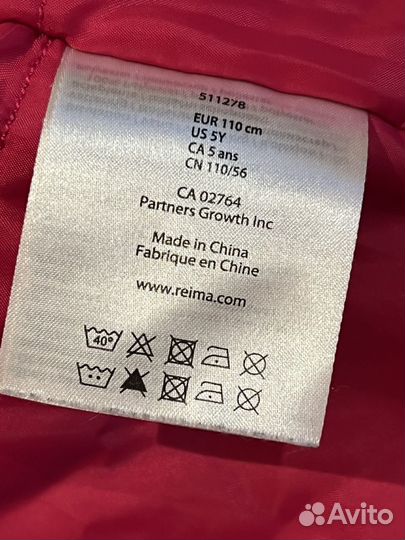 511278
EUR 110 cm
US 5Y
CA 5 ans
CN 110/56
CA 02764
Partners Growth Inc
Made in China
Fabrique en Chine
www.reima.com
40°
Avito